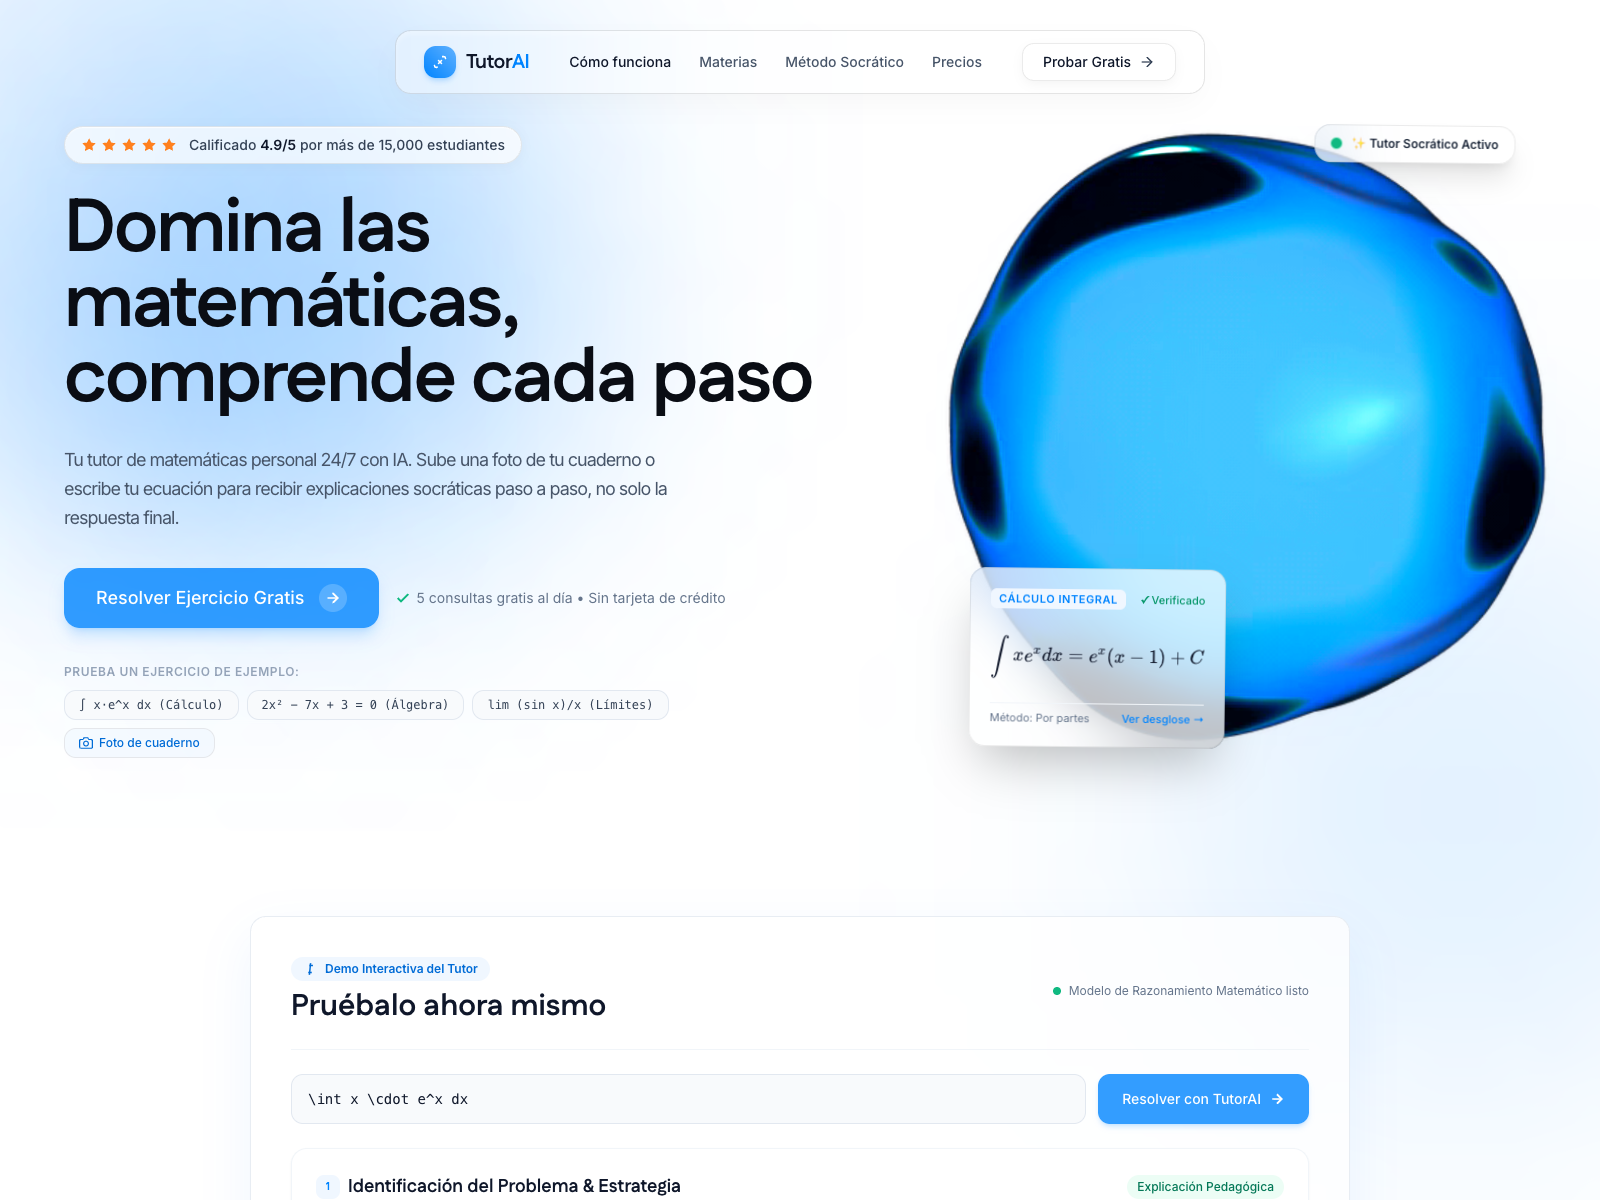 TutorAI
Cómo funciona
Materias
Método Socrático
Precios
Probar Gratis →
Calificado 4.9/5 por más de 15,000 estudiantes
✨ Tutor Socrático Activo
Domina las
matemáticas,
comprende cada paso
Tu tutor de matemáticas personal 24/7 con IA. Sube una foto de tu cuaderno o
escribe tu ecuación para recibir explicaciones socráticas paso a paso, no solo la
respuesta final.
Resolver Ejercicio Gratis →
✓ 5 consultas gratis al día • Sin tarjeta de crédito
PRUEBA UN EJERCICIO DE EJEMPLO:
∫ x·e^x dx (Cálculo)
2x² − 7x + 3 = 0 (Álgebra)
lim (sin x)/x (Límites)
Foto de cuaderno
CÁLCULO INTEGRAL
✓ Verificado
∫ xeˣdx = eˣ(x − 1) + C
Método: Por partes
Ver desglose →
Demo Interactiva del Tutor
Pruébalo ahora mismo
Modelo de Razonamiento Matemático listo
\int x \cdot e^x dx
Resolver con TutorAI →
1 Identificación del Problema & Estrategia
Explicación Pedagógica